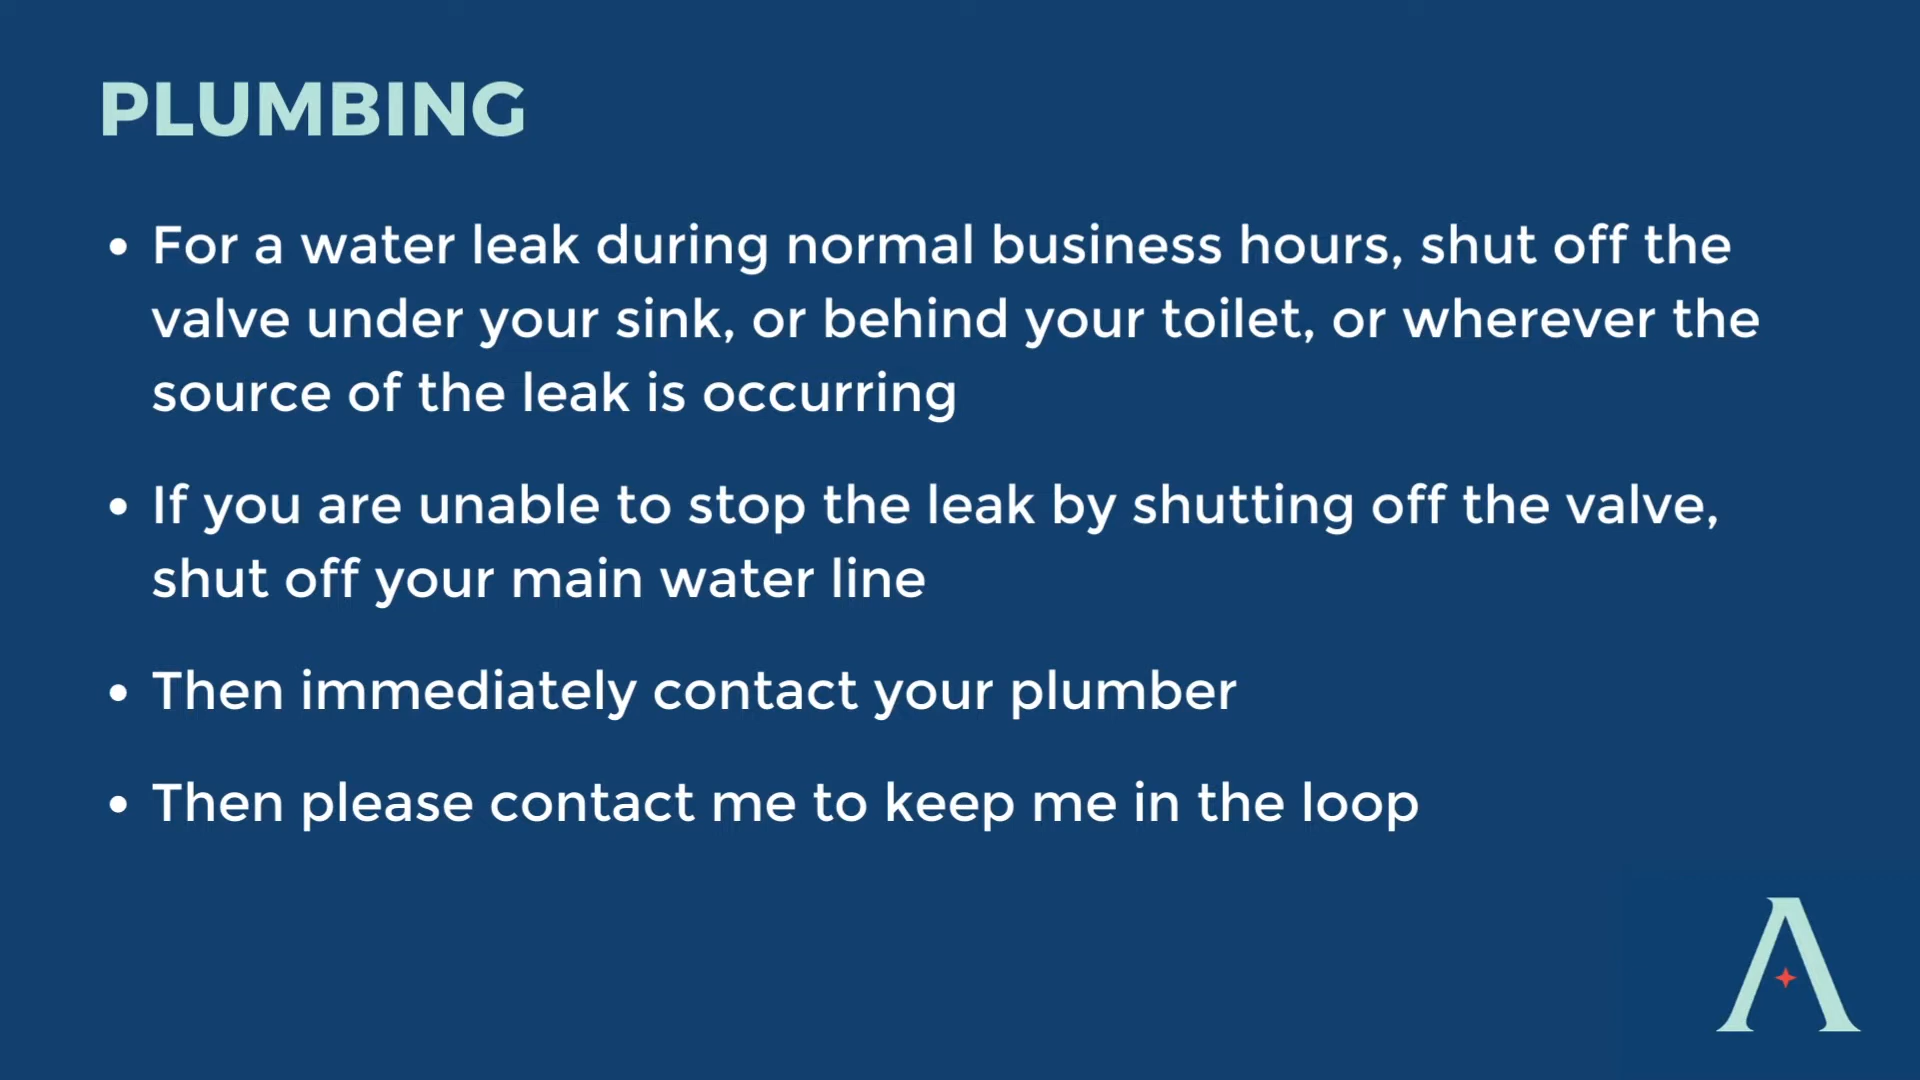 PLUMBING
• For a water leak during normal business hours, shut off the
valve under your sink, or behind your toilet, or wherever the
source of the leak is occurring
• If you are unable to stop the leak by shutting off the valve,
shut off your main water line
• Then immediately contact your plumber
• Then please contact me to keep me in the loop